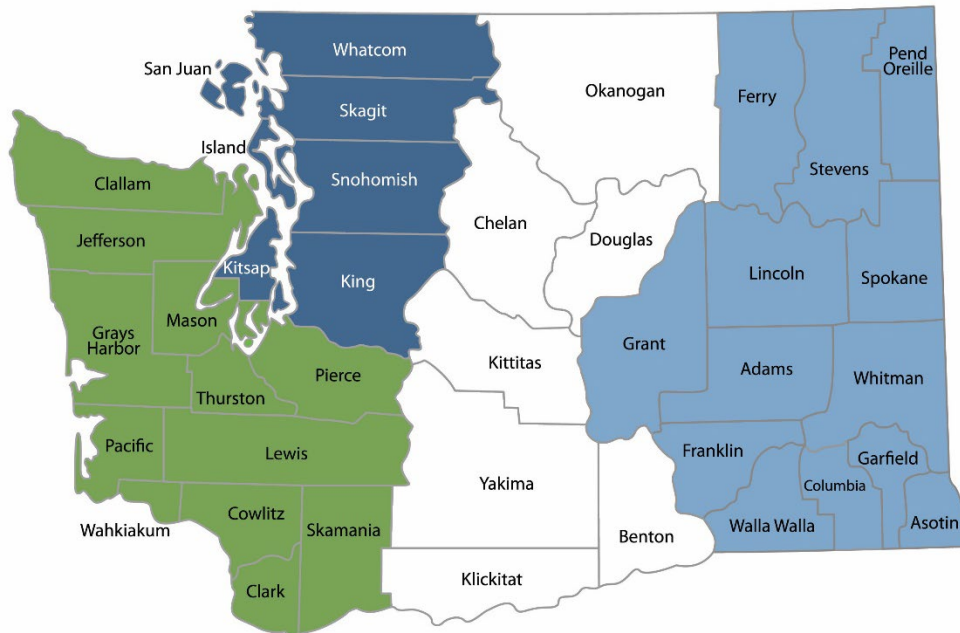 Whatcom
San Juan
Pend
Oreille
Okanogan
Ferry
Skagit
Island
Stevens
Clallam
Snohomish
Chelan
Jefferson
Douglas
Kitsap
King
Lincoln
Spokane
Mason
Grays
Harbor
Grant
Kittitas
Adams
Pierce
Whitman
Thurston
Pacific
Lewis
Franklin
Garfield
Yakima
Columbia
Cowlitz
Skamania
Wahkiakum
Walla Walla
Asotin
Benton
Klickitat
Clark